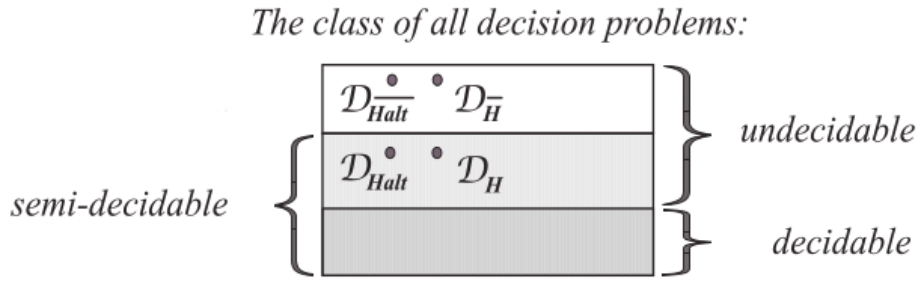 The class of all decision problems:
𝒟_{\overline{Halt}} 𝒟_{\overline{H}}
undecidable
𝒟_{Halt} 𝒟_{H}
semi-decidable
decidable